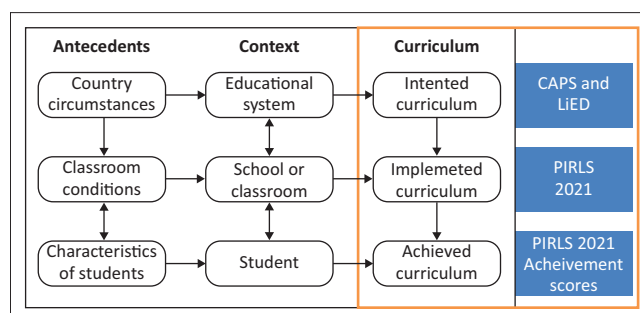 Antecedents
Context
Curriculum
Country
circumstances
Educational
system
Intented
curriculum
CAPS and
LiED
Classroom
conditions
School or
classroom
Implemeted
curriculum
PIRLS
2021
Characteristics
of students
Student
Achieved
curriculum
PIRLS 2021
Acheivement
scores